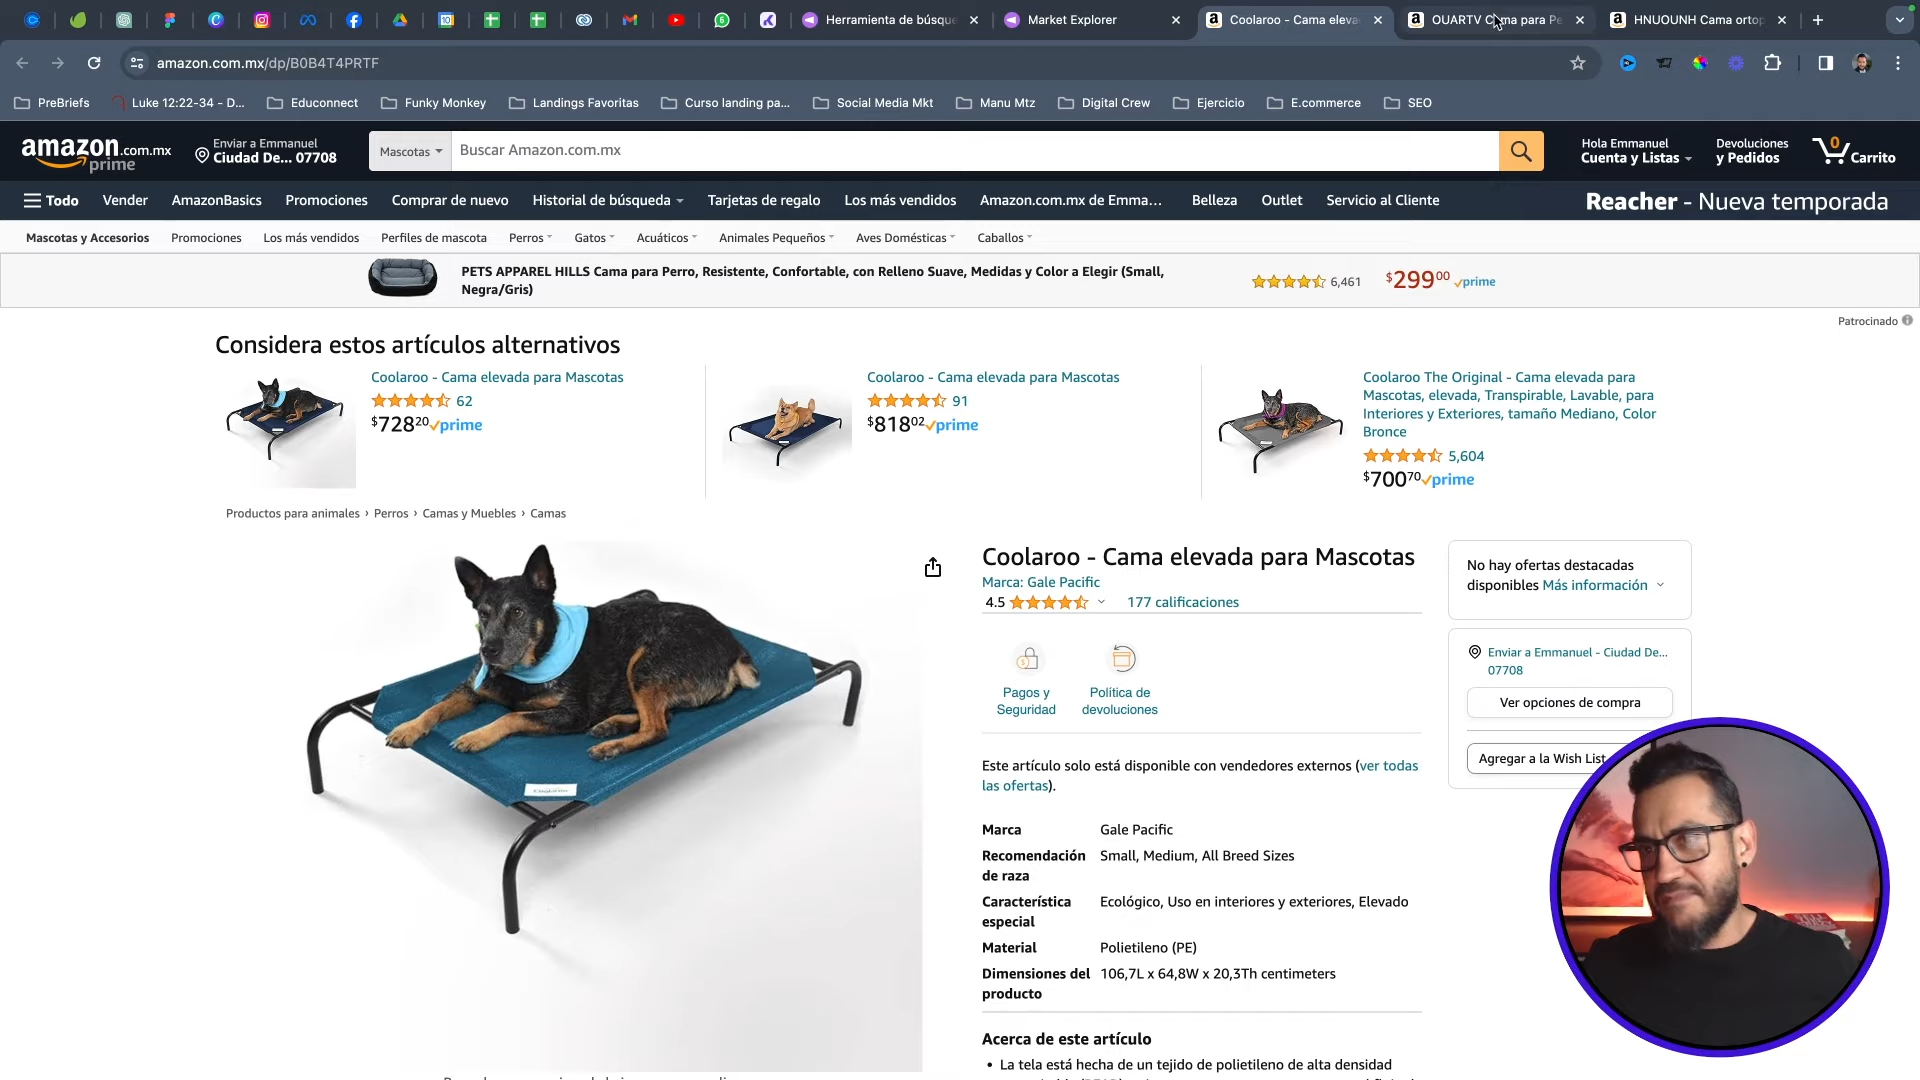 Herramienta de búsque
Market Explorer
Coolaroo - Cama eleva
OUARTV Cama para Pe
HNUOUNH Cama ortop
amazon.com.mx/dp/B0B4T4PRTF
PreBriefs
Luke 12:22-34 - D...
Educonnect
Funky Monkey
Landings Favoritas
Curso landing pa...
Social Media Mkt
Manu Mtz
Digital Crew
Ejercicio
E.commerce
SEO
amazon.com.mx
prime
Enviar a Emmanuel
Ciudad De... 07708
Mascotas
Buscar Amazon.com.mx
Hola Emmanuel
Cuenta y Listas
Devoluciones
y Pedidos
0
Carrito
Todo
Vender
AmazonBasics
Promociones
Comprar de nuevo
Historial de búsqueda
Tarjetas de regalo
Los más vendidos
Amazon.com.mx de Emma...
Belleza
Outlet
Servicio al Cliente
Reacher - Nueva temporada
Mascotas y Accesorios
Promociones
Los más vendidos
Perfiles de mascota
Perros
Gatos
Acuáticos
Animales Pequeños
Aves Domésticas
Caballos
PETS APPAREL HILLS Cama para Perro, Resistente, Confortable, con Relleno Suave, Medidas y Color a Elegir (Small,
Negra/Gris)
6,461
$29900
prime
Patrocinado
Considera estos artículos alternativos
Coolaroo - Cama elevada para Mascotas
62
$72820 prime
Coolaroo - Cama elevada para Mascotas
91
$81802 prime
Coolaroo The Original - Cama elevada para
Mascotas, elevada, Transpirable, Lavable, para
Interiores y Exteriores, tamaño Mediano, Color
Bronce
5,604
$70070 prime
Productos para animales › Perros › Camas y Muebles › Camas
Coolaroo - Cama elevada para Mascotas
Marca: Gale Pacific
4.5
177 calificaciones
Pagos y
Seguridad
Política de
devoluciones
Este artículo solo está disponible con vendedores externos (ver todas
las ofertas).
Marca Gale Pacific
Recomendación Small, Medium, All Breed Sizes
de raza
Característica Ecológico, Uso en interiores y exteriores, Elevado
especial
Material Polietileno (PE)
Dimensiones del 106,7L x 64,8W x 20,3Th centimeters
producto
Acerca de este artículo
• La tela está hecha de un tejido de polietileno de alta densidad
No hay ofertas destacadas
disponibles Más información
Enviar a Emmanuel - Ciudad De...
07708
Ver opciones de compra
Agregar a la Wish List